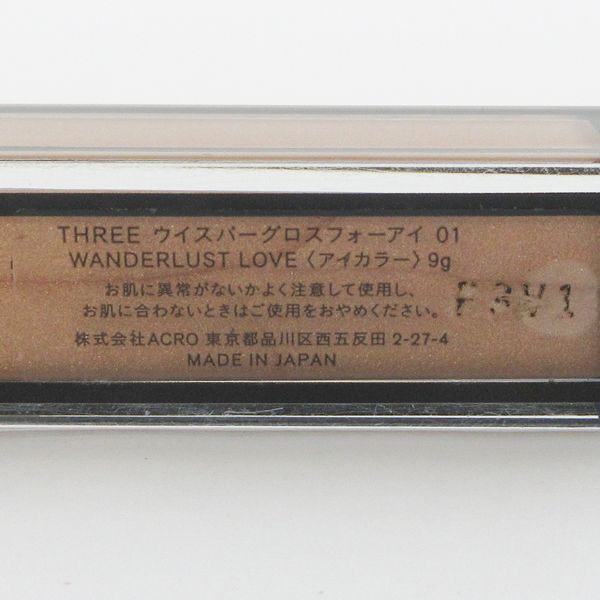 THREE ウイスパーグロスフォーアイ 01
WANDERLUST LOVE〈アイカラー〉9g
お肌に異常がないかよく注意して使用し、
お肌に合わないときはご使用をおやめください。
F3V1
株式会社ACRO 東京都品川区西五反田 2-27-4
MADE IN JAPAN